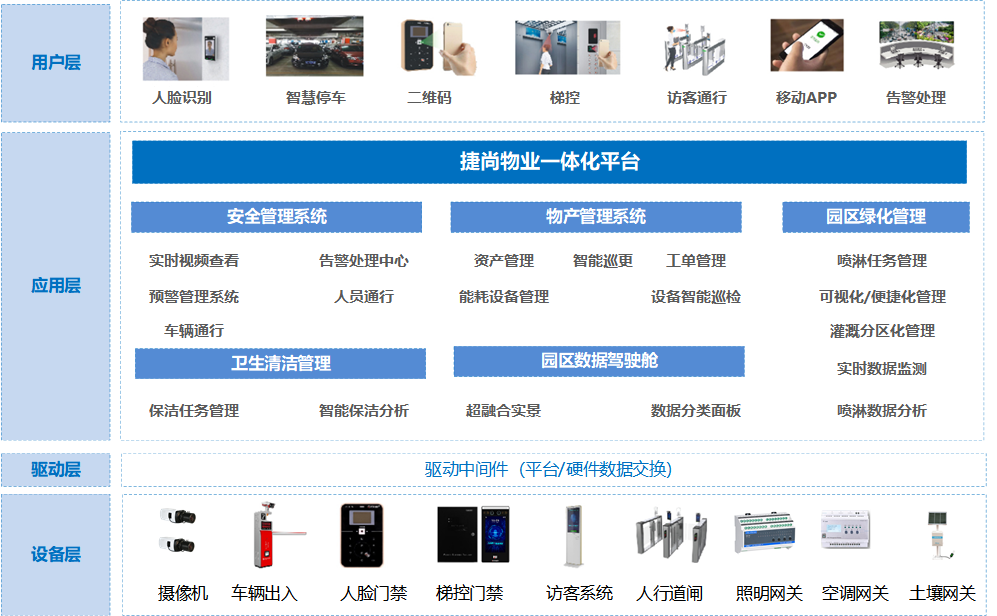 用户层
人脸识别
智慧停车
二维码
梯控
访客通行
移动APP
告警处理
应用层
捷尚物业一体化平台
安全管理系统
实时视频查看
告警处理中心
预警管理系统
人员通行
车辆通行
物产管理系统
资产管理
智能巡更
工单管理
能耗设备管理
设备智能巡检
园区绿化管理
喷淋任务管理
可视化/便捷化管理
灌溉分区化管理
实时数据监测
喷淋数据分析
卫生清洁管理
保洁任务管理
智能保洁分析
园区数据驾驶舱
超融合实景
数据分类面板
驱动层
驱动中间件（平台/硬件数据交换）
设备层
摄像机
车辆出入
人脸门禁
梯控门禁
访客系统
人行道闸
照明网关
空调网关
土壤网关